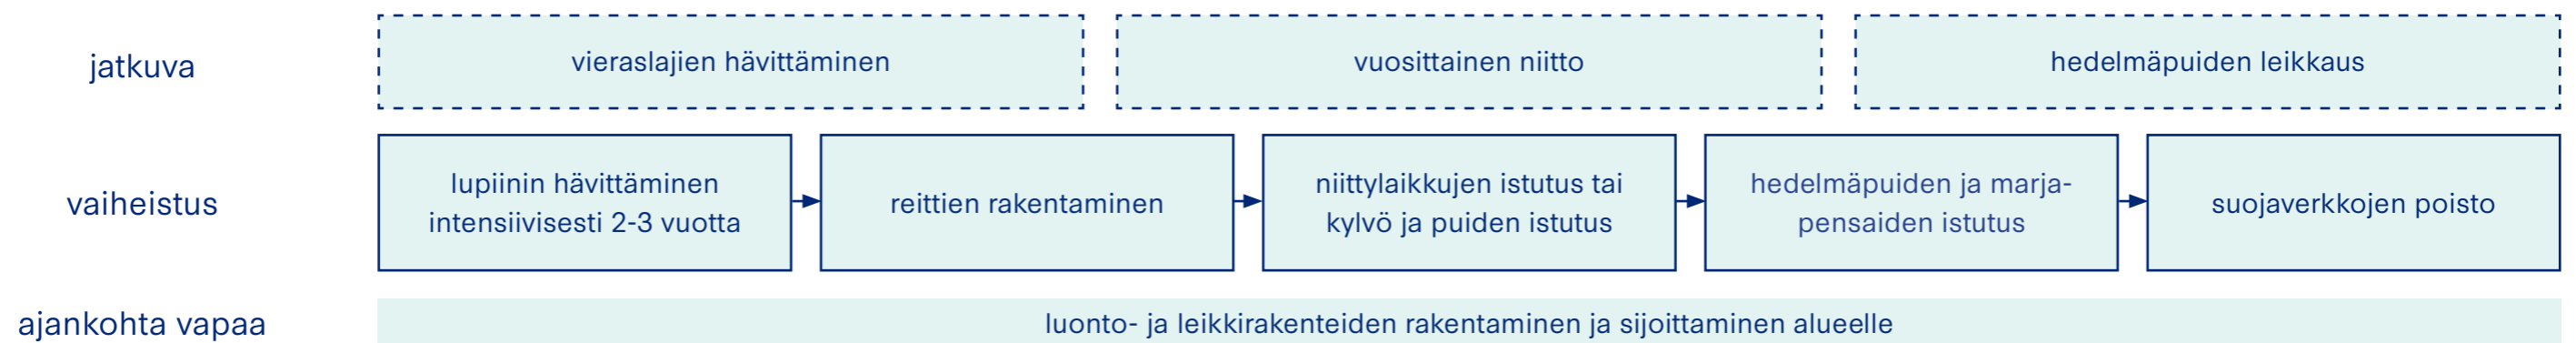 jatkuva
vieraslajien hävittäminen
vuosittainen niitto
hedelmäpuiden leikkaus
vaiheistus
lupiinin hävittäminen
intensiivisesti 2-3 vuotta
reittien rakentaminen
niittylaikkujen istutus tai
kylvö ja puiden istutus
hedelmäpuiden ja marja-
pensaiden istutus
suojaverkkojen poisto
ajankohta vapaa
luonto- ja leikkirakenteiden rakentaminen ja sijoittaminen alueelle